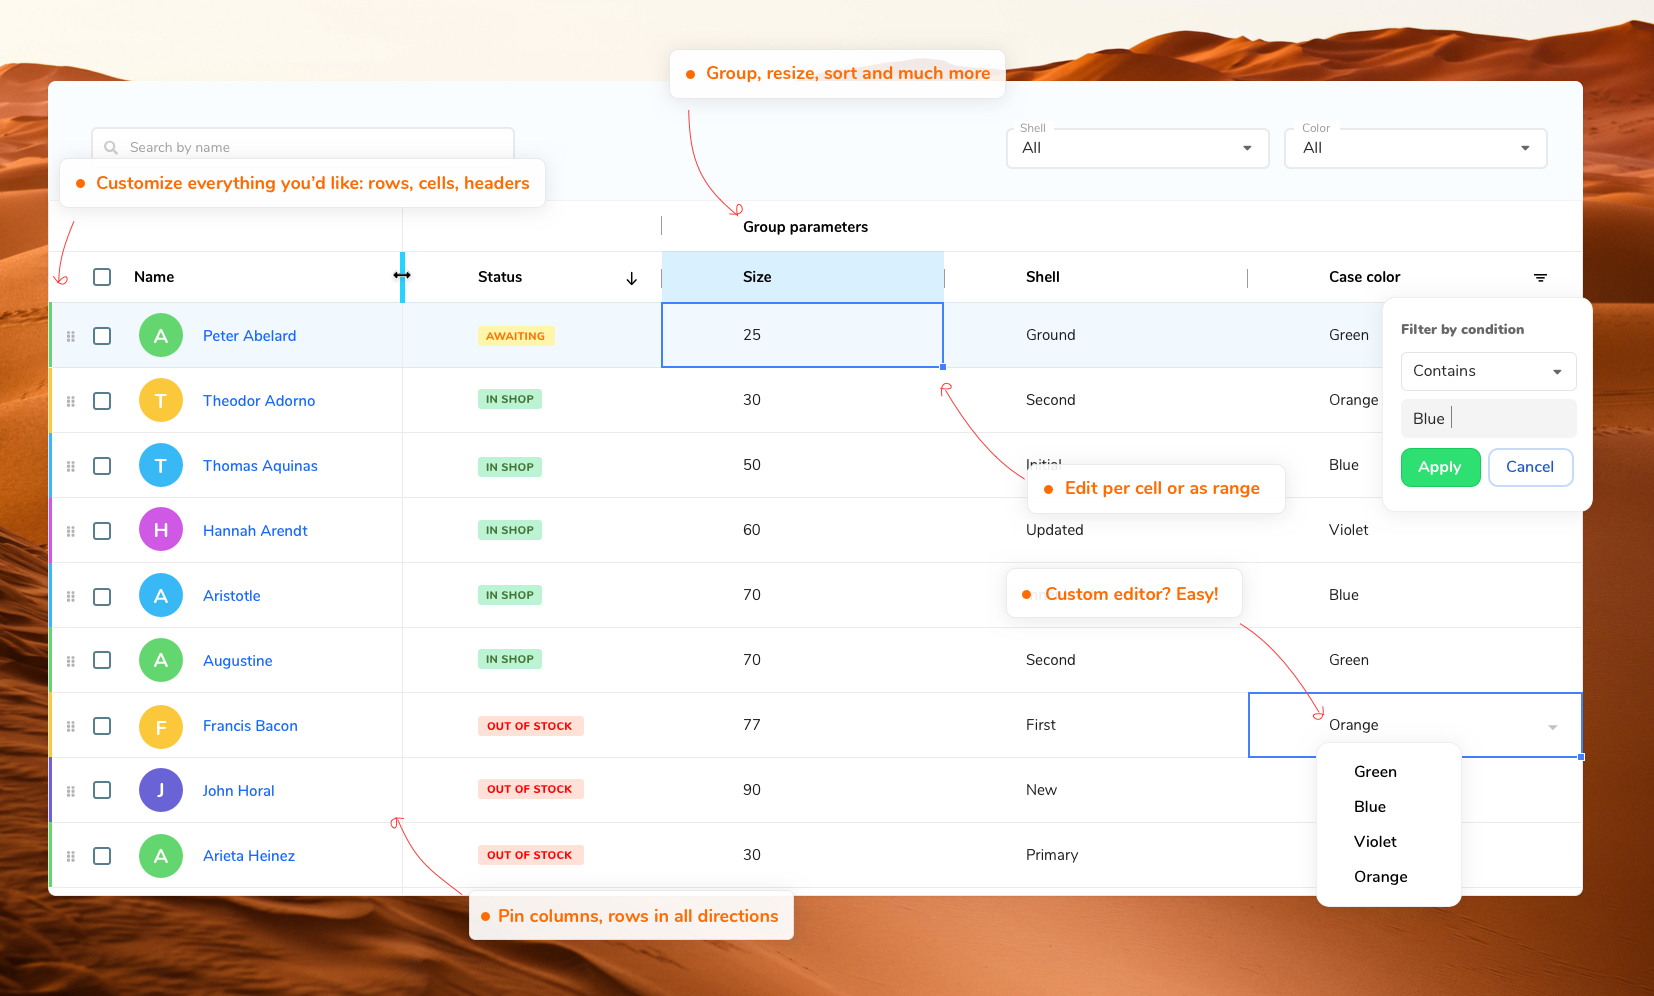 Group, resize, sort and much more
Search by name
Shell
All
Color
All
Customize everything you'd like: rows, cells, headers
Group parameters
Name
Status
Size
Shell
Case color
A
Peter Abelard
AWAITING
25
Ground
Green
Filter by condition
Contains
Blue
Apply
Cancel
T
Theodor Adorno
IN SHOP
30
Second
Orange
T
Thomas Aquinas
IN SHOP
50
Initial
Blue
Edit per cell or as range
H
Hannah Arendt
IN SHOP
60
Updated
Violet
A
Aristotle
IN SHOP
70
Custom editor? Easy!
Blue
A
Augustine
IN SHOP
70
Second
Green
F
Francis Bacon
OUT OF STOCK
77
First
Orange
Green
Blue
Violet
Orange
J
John Horal
OUT OF STOCK
90
New
A
Arieta Heinez
OUT OF STOCK
30
Primary
Pin columns, rows in all directions